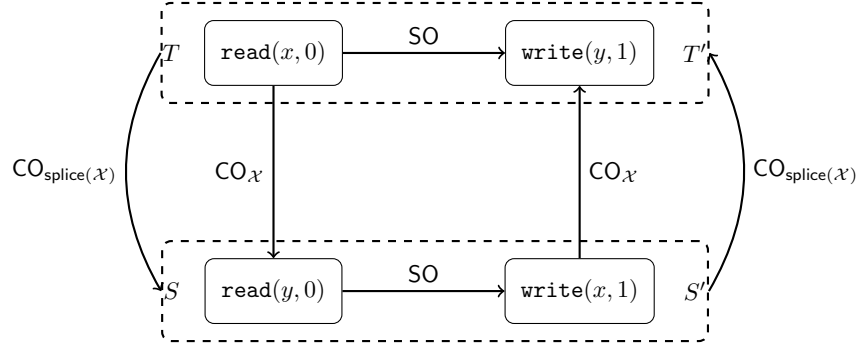 SO
T read(x, 0) write(y, 1) T′
CO_splice(𝒳) CO_𝒳 CO_𝒳 CO_splice(𝒳)
SO
S read(y, 0) write(x, 1) S′